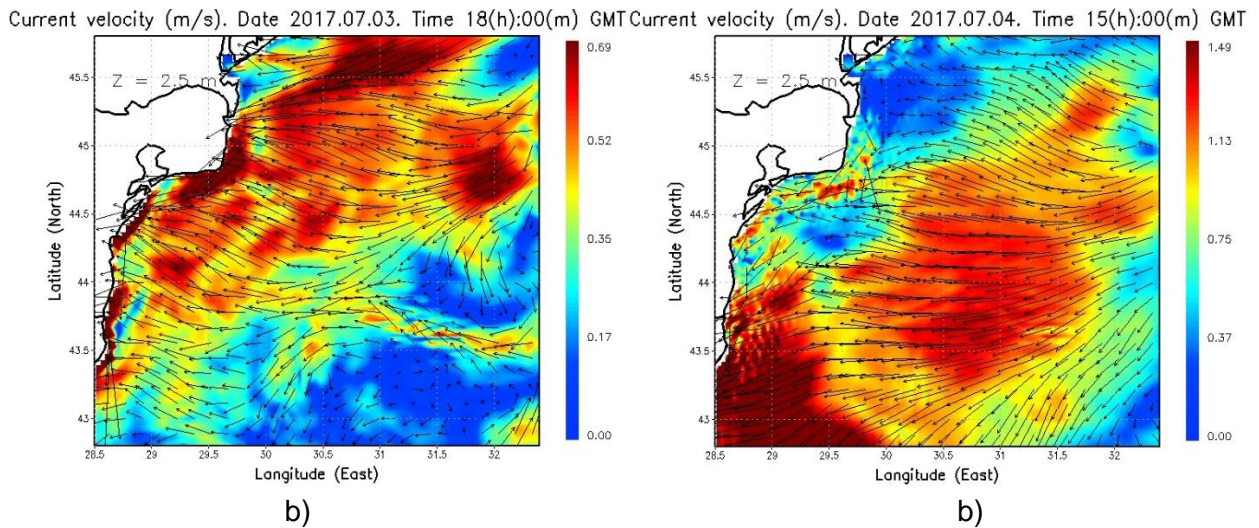 Current velocity (m/s). Date 2017.07.03. Time 18(h):00(m) GMT
Z = 2.5 m
45.5
45
44.5
44
43.5
43
Latitude (North)
28.5 29 29.5 30 30.5 31 31.5 32
Langitude (East)
0.69
0.52
0.35
0.17
0.00
b)
Current velocity (m/s). Date 2017.07.04. Time 15(h):00(m) GMT
Z = 2.5 m
45.5
45
44.5
44
43.5
43
Latitude (North)
28.5 29 29.5 30 30.5 31 31.5 32
Langitude (East)
1.49
1.13
0.75
0.37
0.00
b)